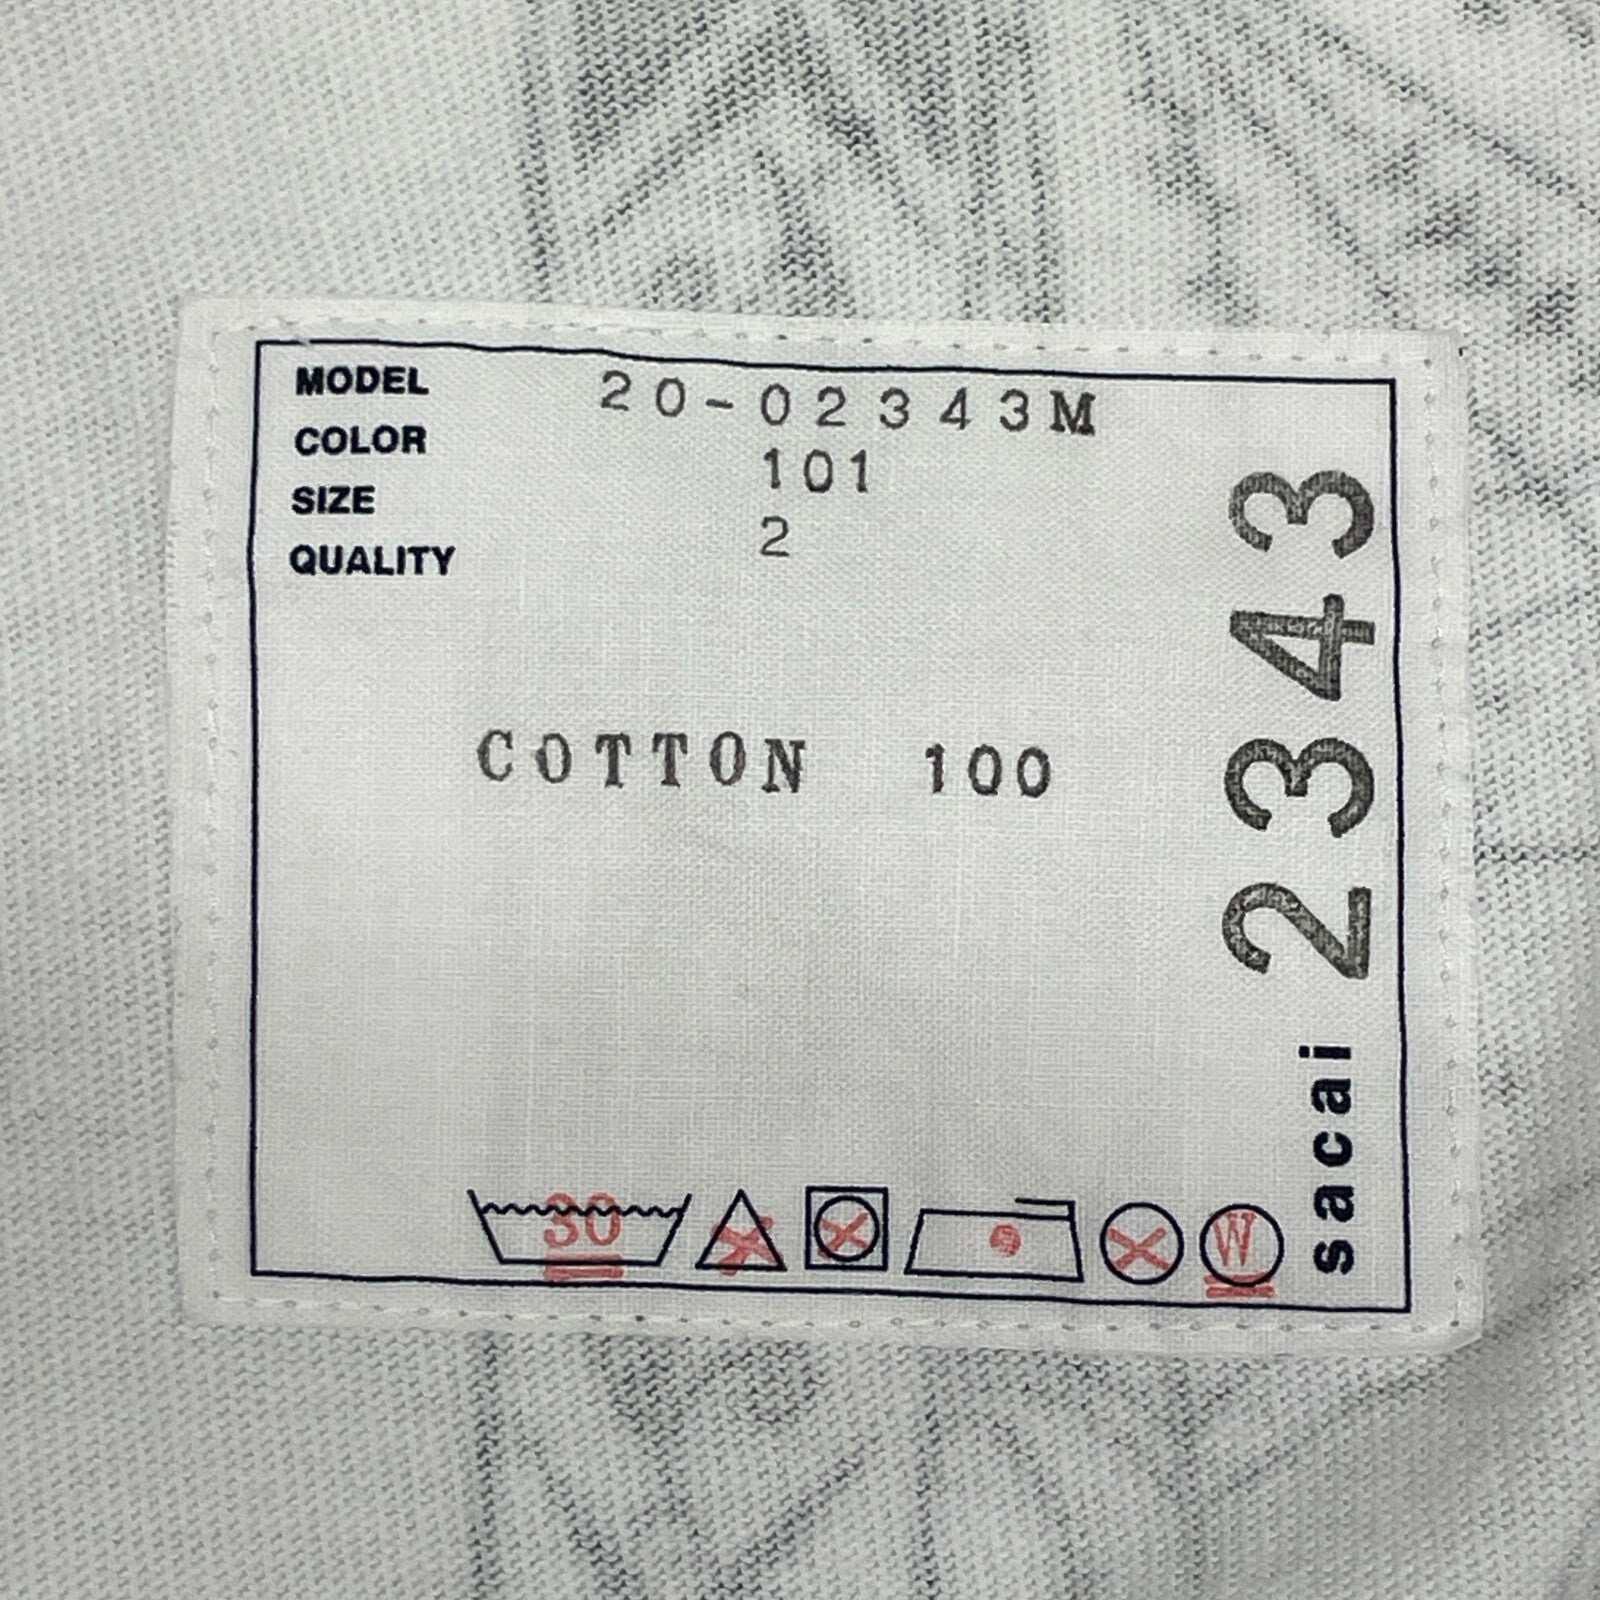 MODEL 20-02343M
COLOR 101
SIZE 2
QUALITY
COTTON 100
30
W
sacai 2343